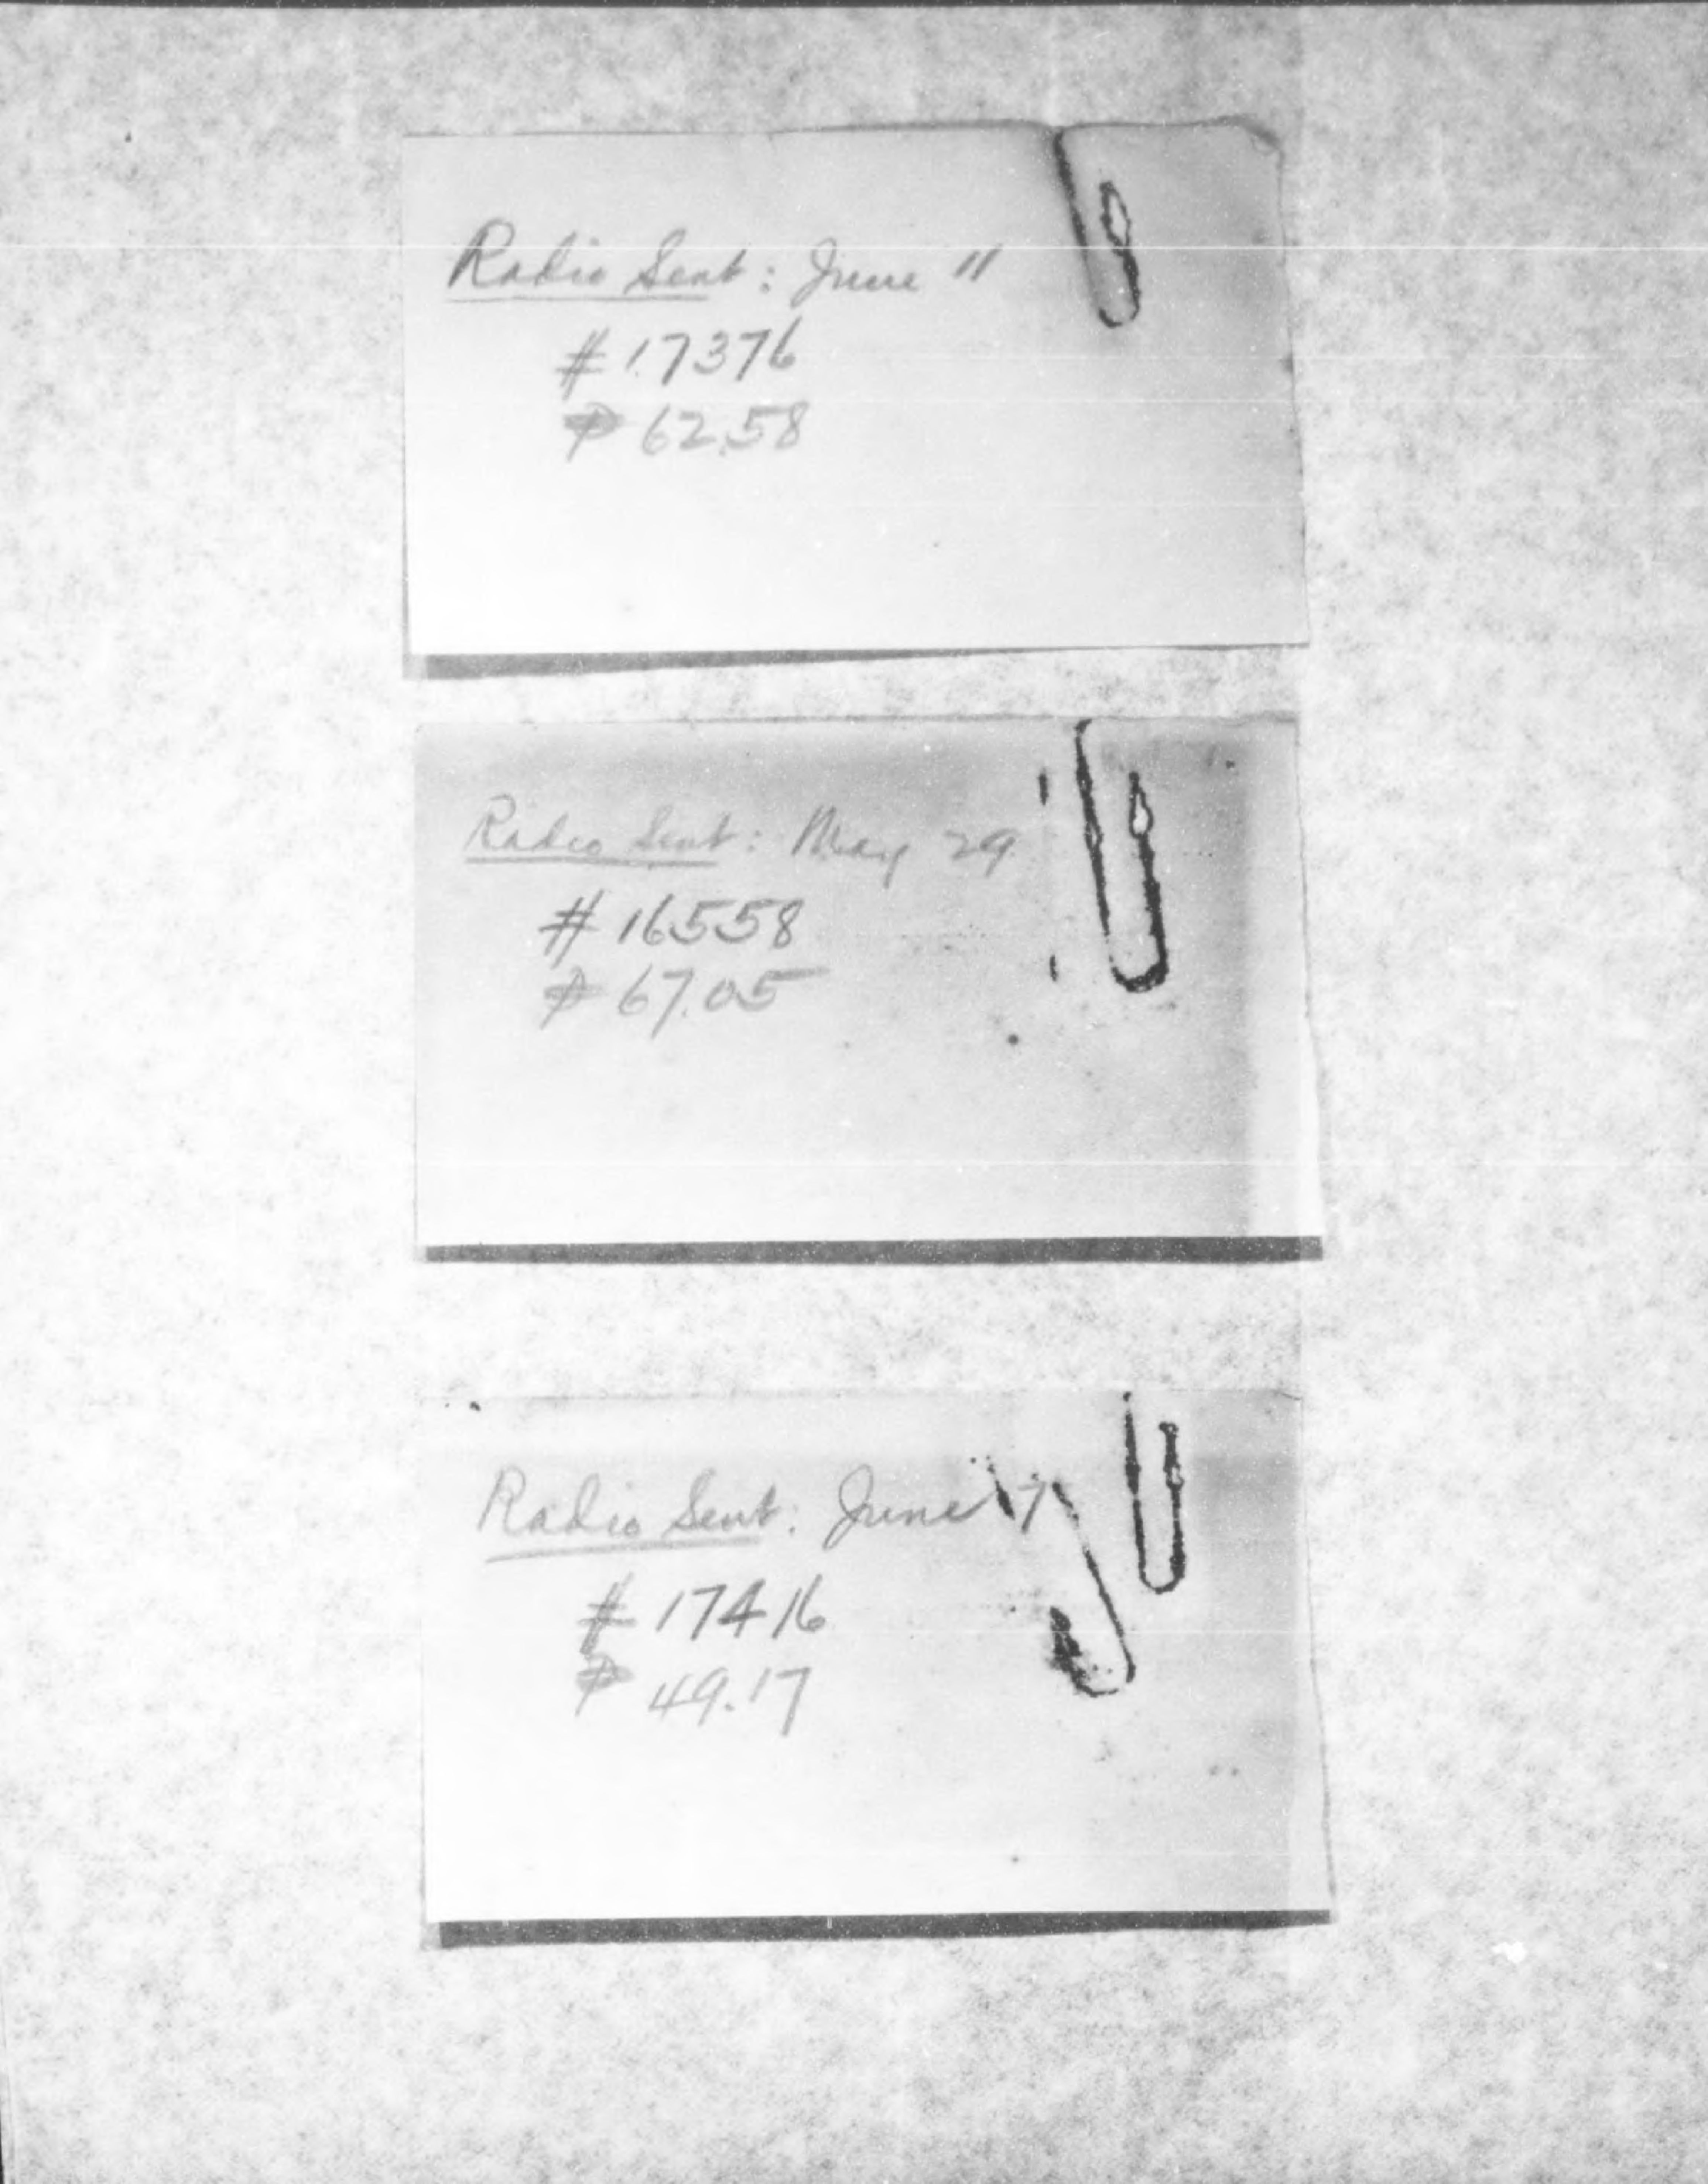 Radio Sent: June 11
# 17376
₱ 62.58
Radio Sent: May 29
# 16558
₱ 67.05
Radio Sent: June 17
# 17416
₱ 49.17